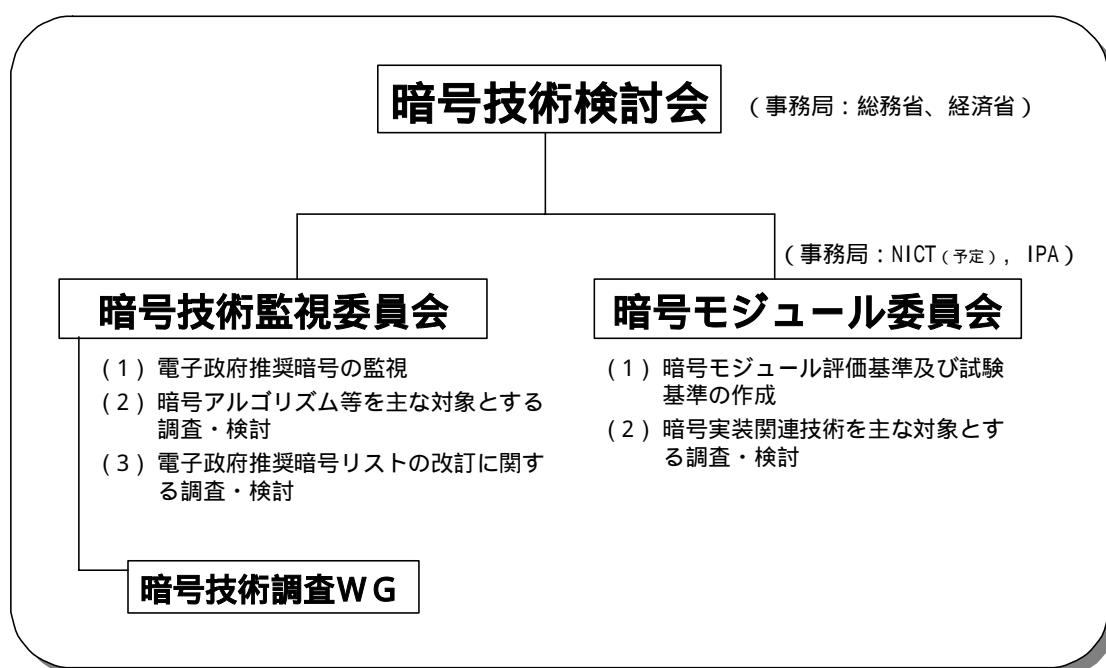 暗号技術検討会
(事務局:総務省、経済省)
(事務局:NICT(予定), IPA)
暗号技術監視委員会
(1)電子政府推奨暗号の監視
(2)暗号アルゴリズム等を主な対象とする
調査・検討
(3)電子政府推奨暗号リストの改訂に関す
る調査・検討
暗号モジュール委員会
(1)暗号モジュール評価基準及び試験
基準の作成
(2)暗号実装関連技術を主な対象とす
る調査・検討
暗号技術調査WG